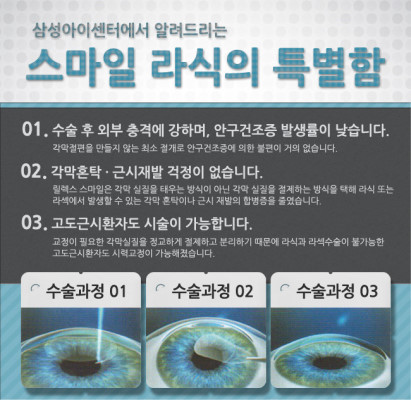 삼성아이센터에서 알려드리는
스마일 라식의 특별함
01. 수술 후 외부 충격에 강하며, 안구건조증 발생률이 낮습니다.
각막절편을 만들지 않는 최소 절개로 안구건조증에 의한 불편이 거의 없습니다.
02. 각막혼탁 · 근시재발 걱정이 없습니다.
릴렉스 스마일은 각막 실질을 태우는 방식이 아닌 각막 실질을 절제하는 방식을 택해 라식 또는
라섹에서 발생할 수 있는 각막 혼탁이나 근시 재발의 합병증을 줄였습니다.
03. 고도근시환자도 시술이 가능합니다.
교정이 필요한 각막실질을 정교하게 절제하고 분리하기 때문에 라식과 라섹수술이 불가능한
고도근시환자도 시력교정이 가능해졌습니다.
수술과정 01
수술과정 02
수술과정 03